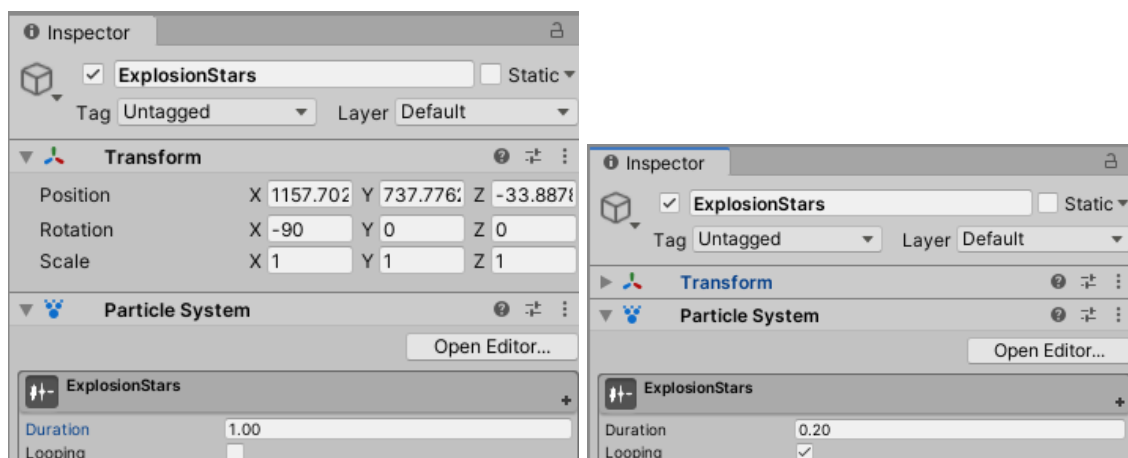 Inspector
ExplosionStars Static
Tag Untagged Layer Default
Transform
Position X 1157.702 Y 737.7762 Z -33.8878
Rotation X -90 Y 0 Z 0
Scale X 1 Y 1 Z 1
Particle System
Open Editor...
ExplosionStars
+
Duration 1.00
Looping
Inspector
ExplosionStars Static
Tag Untagged Layer Default
Transform
Particle System
Open Editor...
ExplosionStars
+
Duration 0.20
Looping